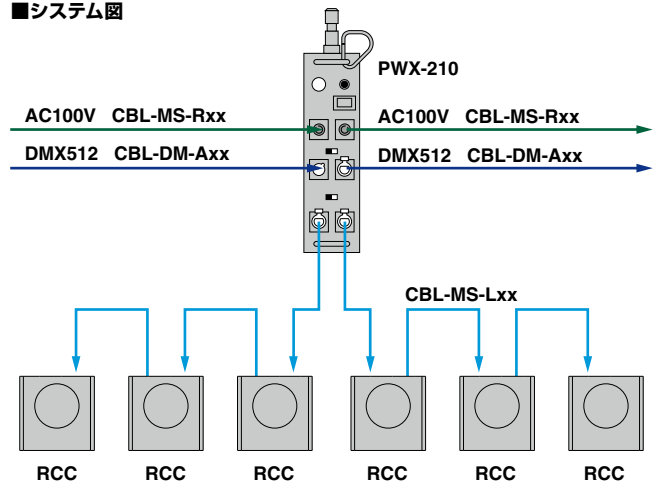 ■システム図
PWX-210
AC100V CBL-MS-Rxx
AC100V CBL-MS-Rxx
DMX512 CBL-DM-Axx
DMX512 CBL-DM-Axx
CBL-MS-Lxx
RCC RCC RCC RCC RCC RCC